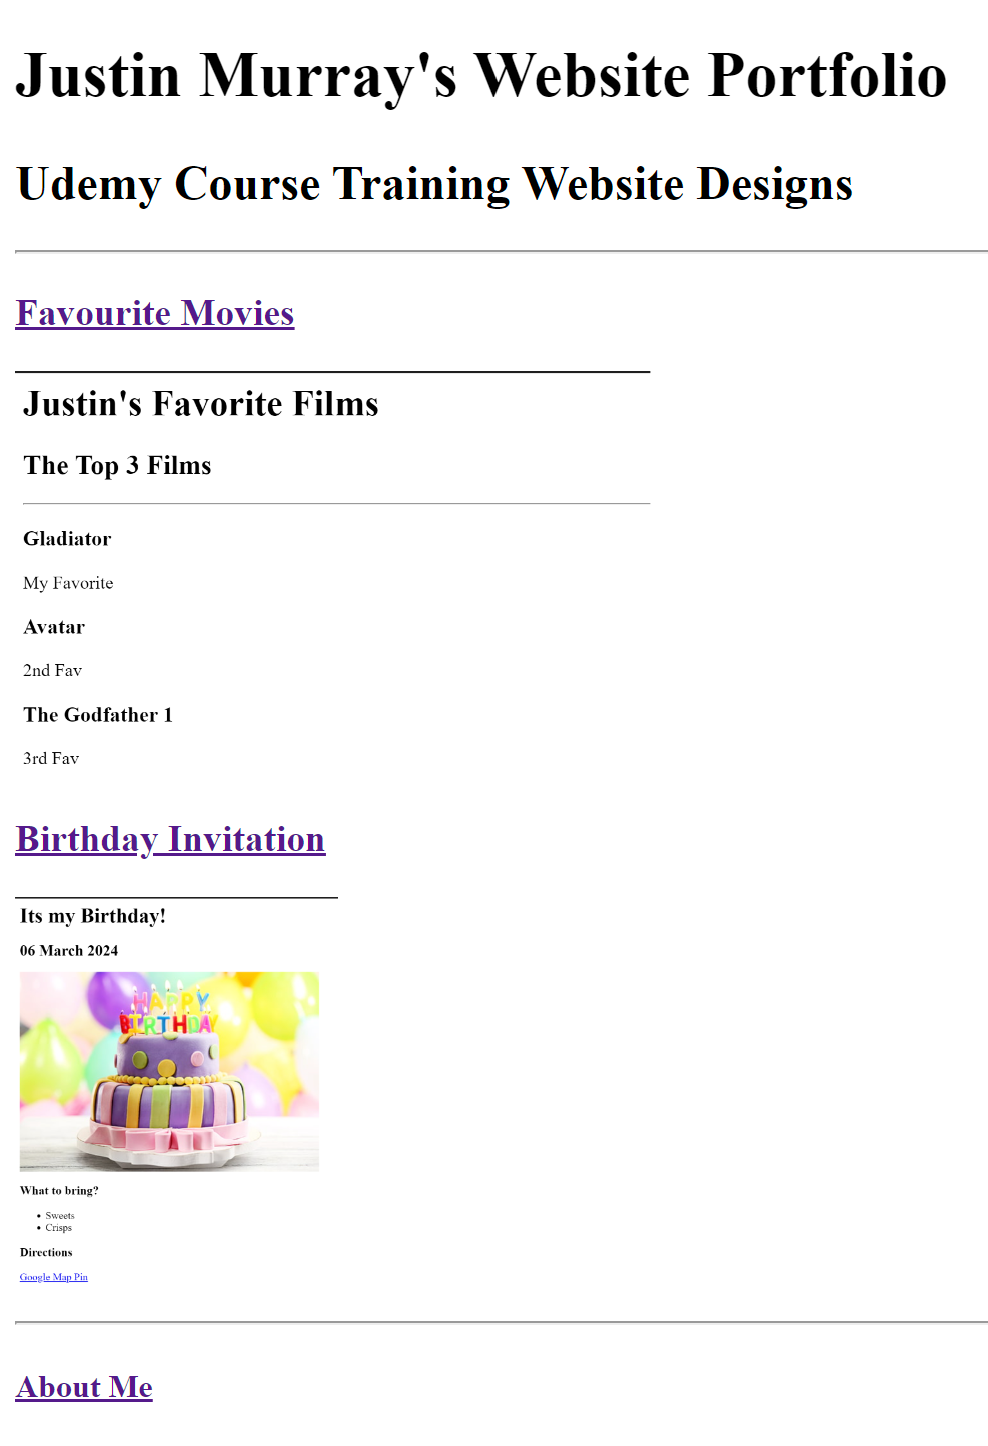 Justin Murray's Website Portfolio
Udemy Course Training Website Designs
Favourite Movies
Justin's Favorite Films
The Top 3 Films
Gladiator
My Favorite
Avatar
2nd Fav
The Godfather 1
3rd Fav
Birthday Invitation
Its my Birthday!
06 March 2024
HAPPY
BIRTHDAY
What to bring?
Sweets
Crisps
Directions
Google Map Pin
About Me